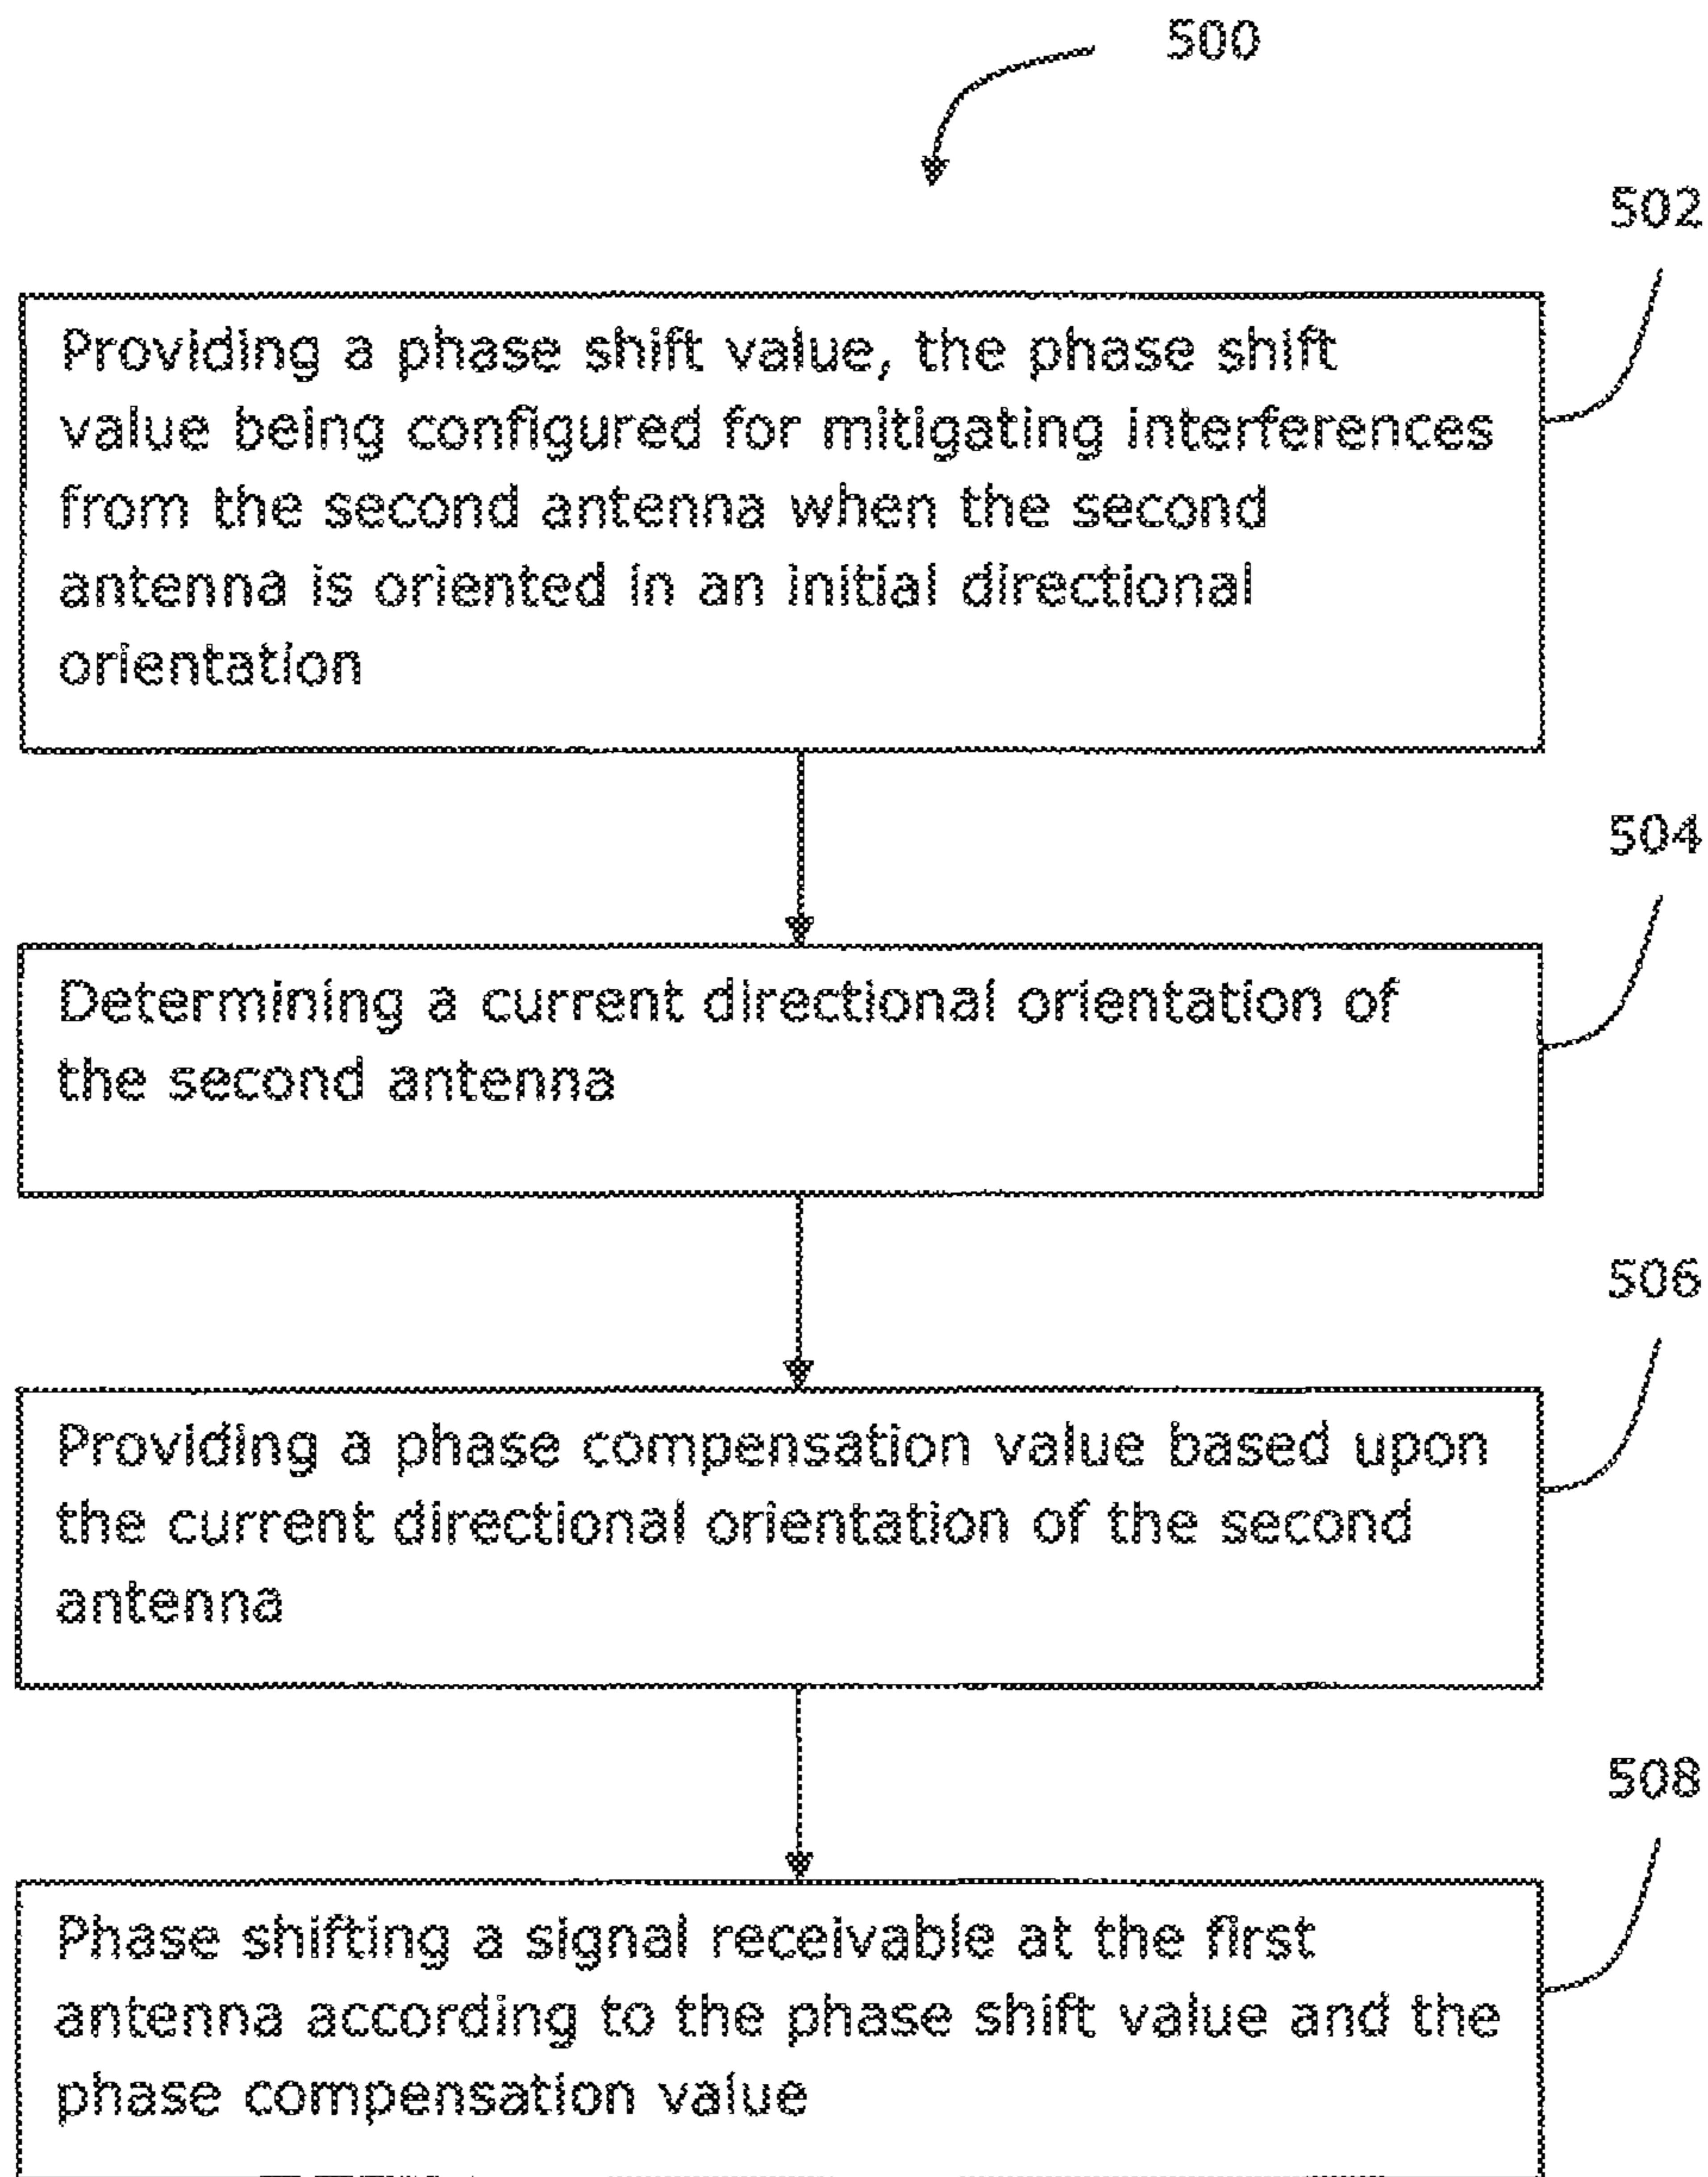 500
502
Providing a phase shift value, the phase shift
value being configured for mitigating interferences
from the second antenna when the second
antenna is oriented in an initial directional
orientation
504
Determining a current directional orientation of
the second antenna
506
Providing a phase compensation value based upon
the current directional orientation of the second
antenna
508
Phase shifting a signal receivable at the first
antenna according to the phase shift value and the
phase compensation value